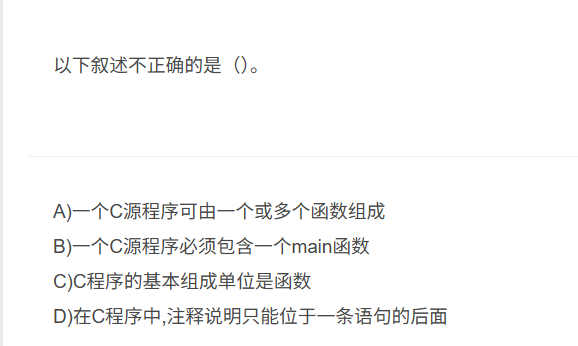 以下叙述不正确的是（）。
A)一个C源程序可由一个或多个函数组成
B)一个C源程序必须包含一个main函数
C)C程序的基本组成单位是函数
D)在C程序中,注释说明只能位于一条语句的后面